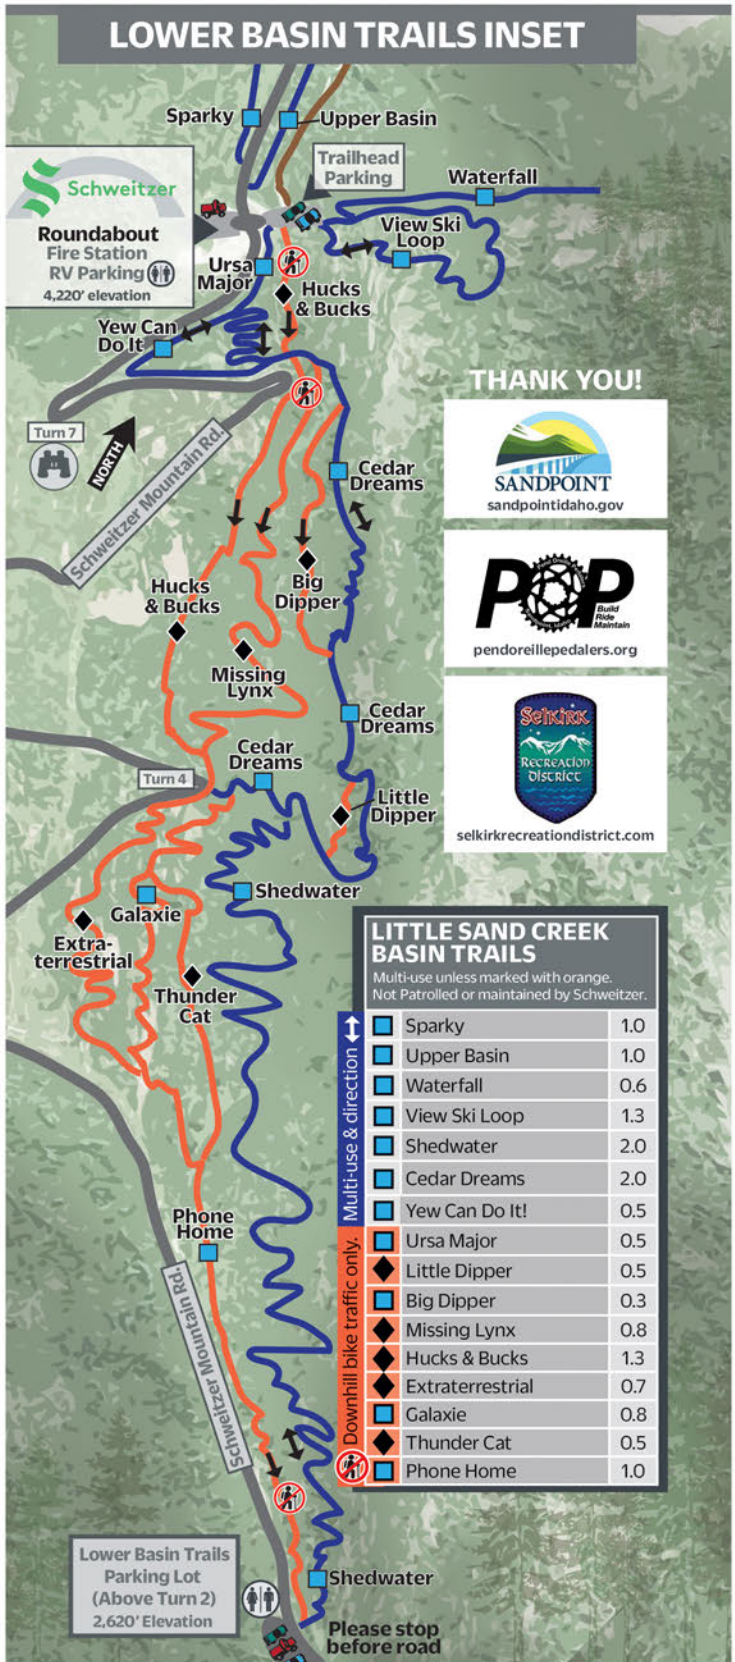 LOWER BASIN TRAILS INSET
Sparky
Upper Basin
Trailhead
Parking
Waterfall
Schweitzer
Roundabout
Fire Station
RV Parking
4,220' elevation
View Ski
Loop
Ursa
Major
Hucks
& Bucks
Yew Can
Do It
Turn 7
NORTH
Schweitzer Mountain Rd.
THANK YOU!
SANDPOINT
sandpointidaho.gov
Cedar
Dreams
POP
Build
Ride
Maintain
pendoreillepedalers.org
Hucks
& Bucks
Big
Dipper
Missing
Lynx
Cedar
Dreams
Selkirk
Recreation
District
selkirkrecreationdistrict.com
Cedar
Dreams
Turn 4
Little
Dipper
Shedwater
Galaxie
Extra-
terrestrial
Thunder
Cat
LITTLE SAND CREEK
BASIN TRAILS
Multi-use unless marked with orange.
Not Patrolled or maintained by Schweitzer.
Multi-use & direction
Sparky 1.0
Upper Basin 1.0
Waterfall 0.6
View Ski Loop 1.3
Shedwater 2.0
Cedar Dreams 2.0
Yew Can Do It! 0.5
Downhill bike traffic only.
Ursa Major 0.5
Little Dipper 0.5
Big Dipper 0.3
Missing Lynx 0.8
Hucks & Bucks 1.3
Extraterrestrial 0.7
Galaxie 0.8
Thunder Cat 0.5
Phone Home 1.0
Phone
Home
Schweitzer Mountain Rd.
Lower Basin Trails
Parking Lot
(Above Turn 2)
2,620' Elevation
Shedwater
Please stop
before road